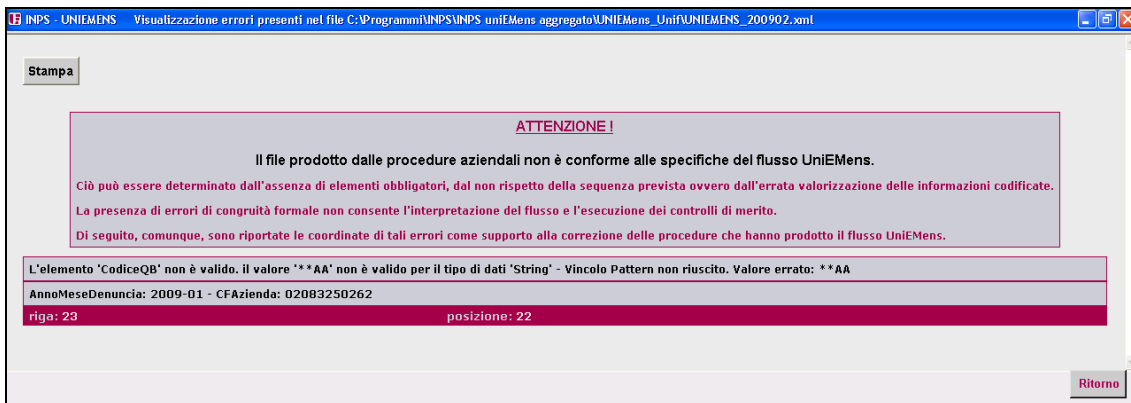 INPS - UNIEMENS Visualizzazione errori presenti nel file C:\Programmi\INPS\INPS uniEMens aggregato\UNIEMens_Unif\UNIEMENS_200902.xml
Stampa
ATTENZIONE !
Il file prodotto dalle procedure aziendali non è conforme alle specifiche del flusso UniEMens.
Ciò può essere determinato dall'assenza di elementi obbligatori, dal non rispetto della sequenza prevista ovvero dall'errata valorizzazione delle informazioni codificate.
La presenza di errori di congruità formale non consente l'interpretazione del flusso e l'esecuzione dei controlli di merito.
Di seguito, comunque, sono riportate le coordinate di tali errori come supporto alla correzione delle procedure che hanno prodotto il flusso UniEMens.
L'elemento 'CodiceQB' non è valido. il valore '**AA' non è valido per il tipo di dati 'String' - Vincolo Pattern non riuscito. Valore errato: **AA
AnnoMeseDenuncia: 2009-01 - CFAzienda: 02083250262
riga: 23 posizione: 22
Ritorno